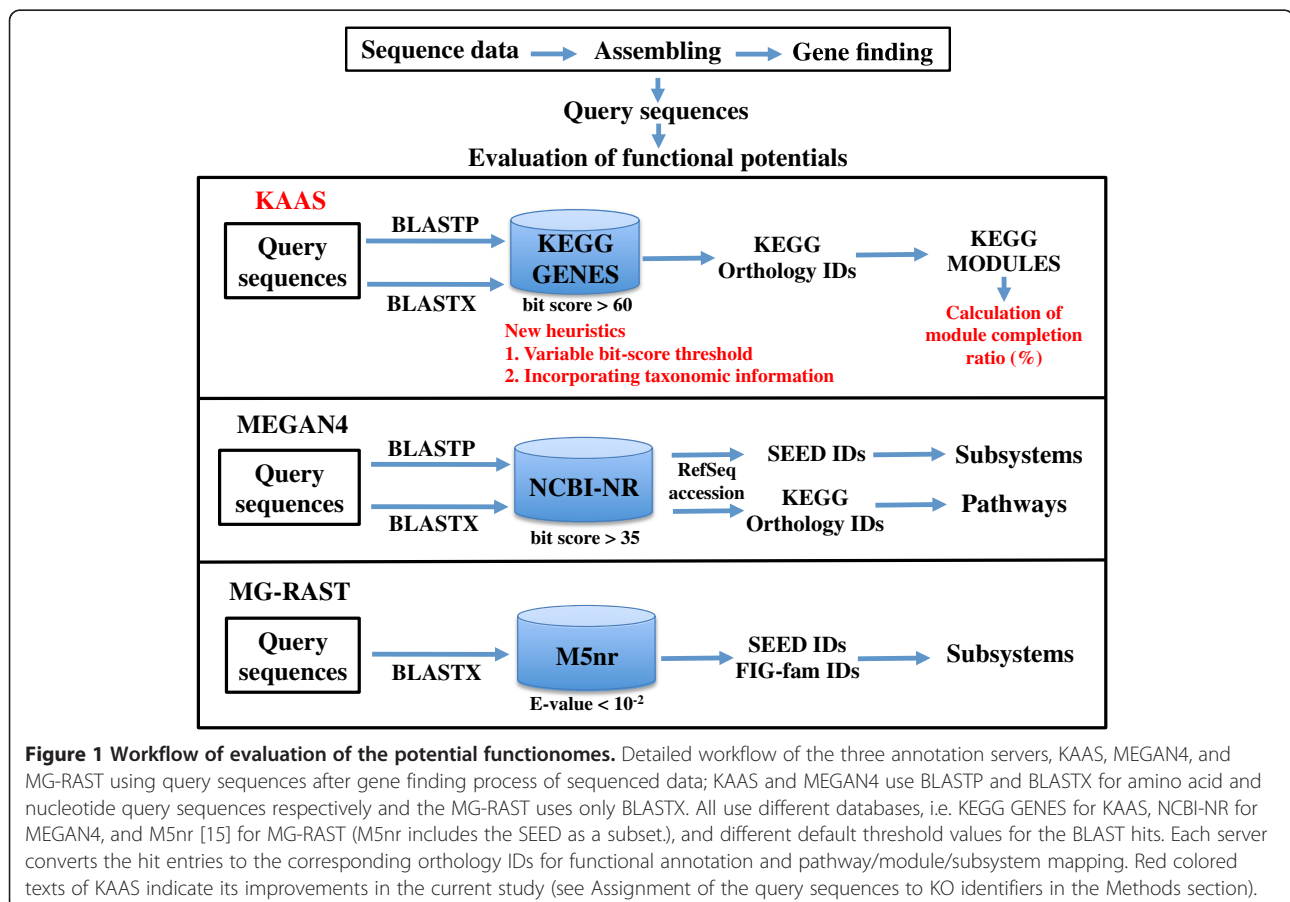 Sequence data → Assembling → Gene finding
Query sequences
Evaluation of functional potentials
KAAS
Query
sequences
BLASTP
BLASTX
KEGG
GENES
bit score > 60
New heuristics
1. Variable bit-score threshold
2. Incorporating taxonomic information
KEGG
Orthology IDs
KEGG
MODULES
Calculation of
module completion
ratio (%)
MEGAN4
Query
sequences
BLASTP
BLASTX
NCBI-NR
bit score > 35
RefSeq
accession
SEED IDs
Subsystems
KEGG
Orthology IDs
Pathways
MG-RAST
Query
sequences
BLASTX
M5nr
E-value < 10⁻²
SEED IDs
FIG-fam IDs
Subsystems
Figure 1 Workflow of evaluation of the potential functionomes. Detailed workflow of the three annotation servers, KAAS, MEGAN4, and
MG-RAST using query sequences after gene finding process of sequenced data; KAAS and MEGAN4 use BLASTP and BLASTX for amino acid and
nucleotide query sequences respectively and the MG-RAST uses only BLASTX. All use different databases, i.e. KEGG GENES for KAAS, NCBI-NR for
MEGAN4, and M5nr [15] for MG-RAST (M5nr includes the SEED as a subset.), and different default threshold values for the BLAST hits. Each server
converts the hit entries to the corresponding orthology IDs for functional annotation and pathway/module/subsystem mapping. Red colored
texts of KAAS indicate its improvements in the current study (see Assignment of the query sequences to KO identifiers in the Methods section).